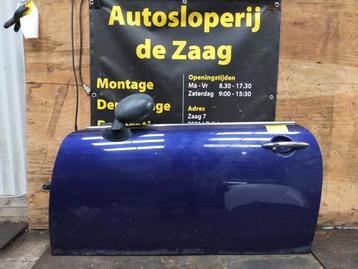 Autosloperij
de Zaag
Montage
Openingstijden
Ma - Vr 8.30 - 17.30
Zaterdag 9:00 - 15:30
Adres
Zaag 7